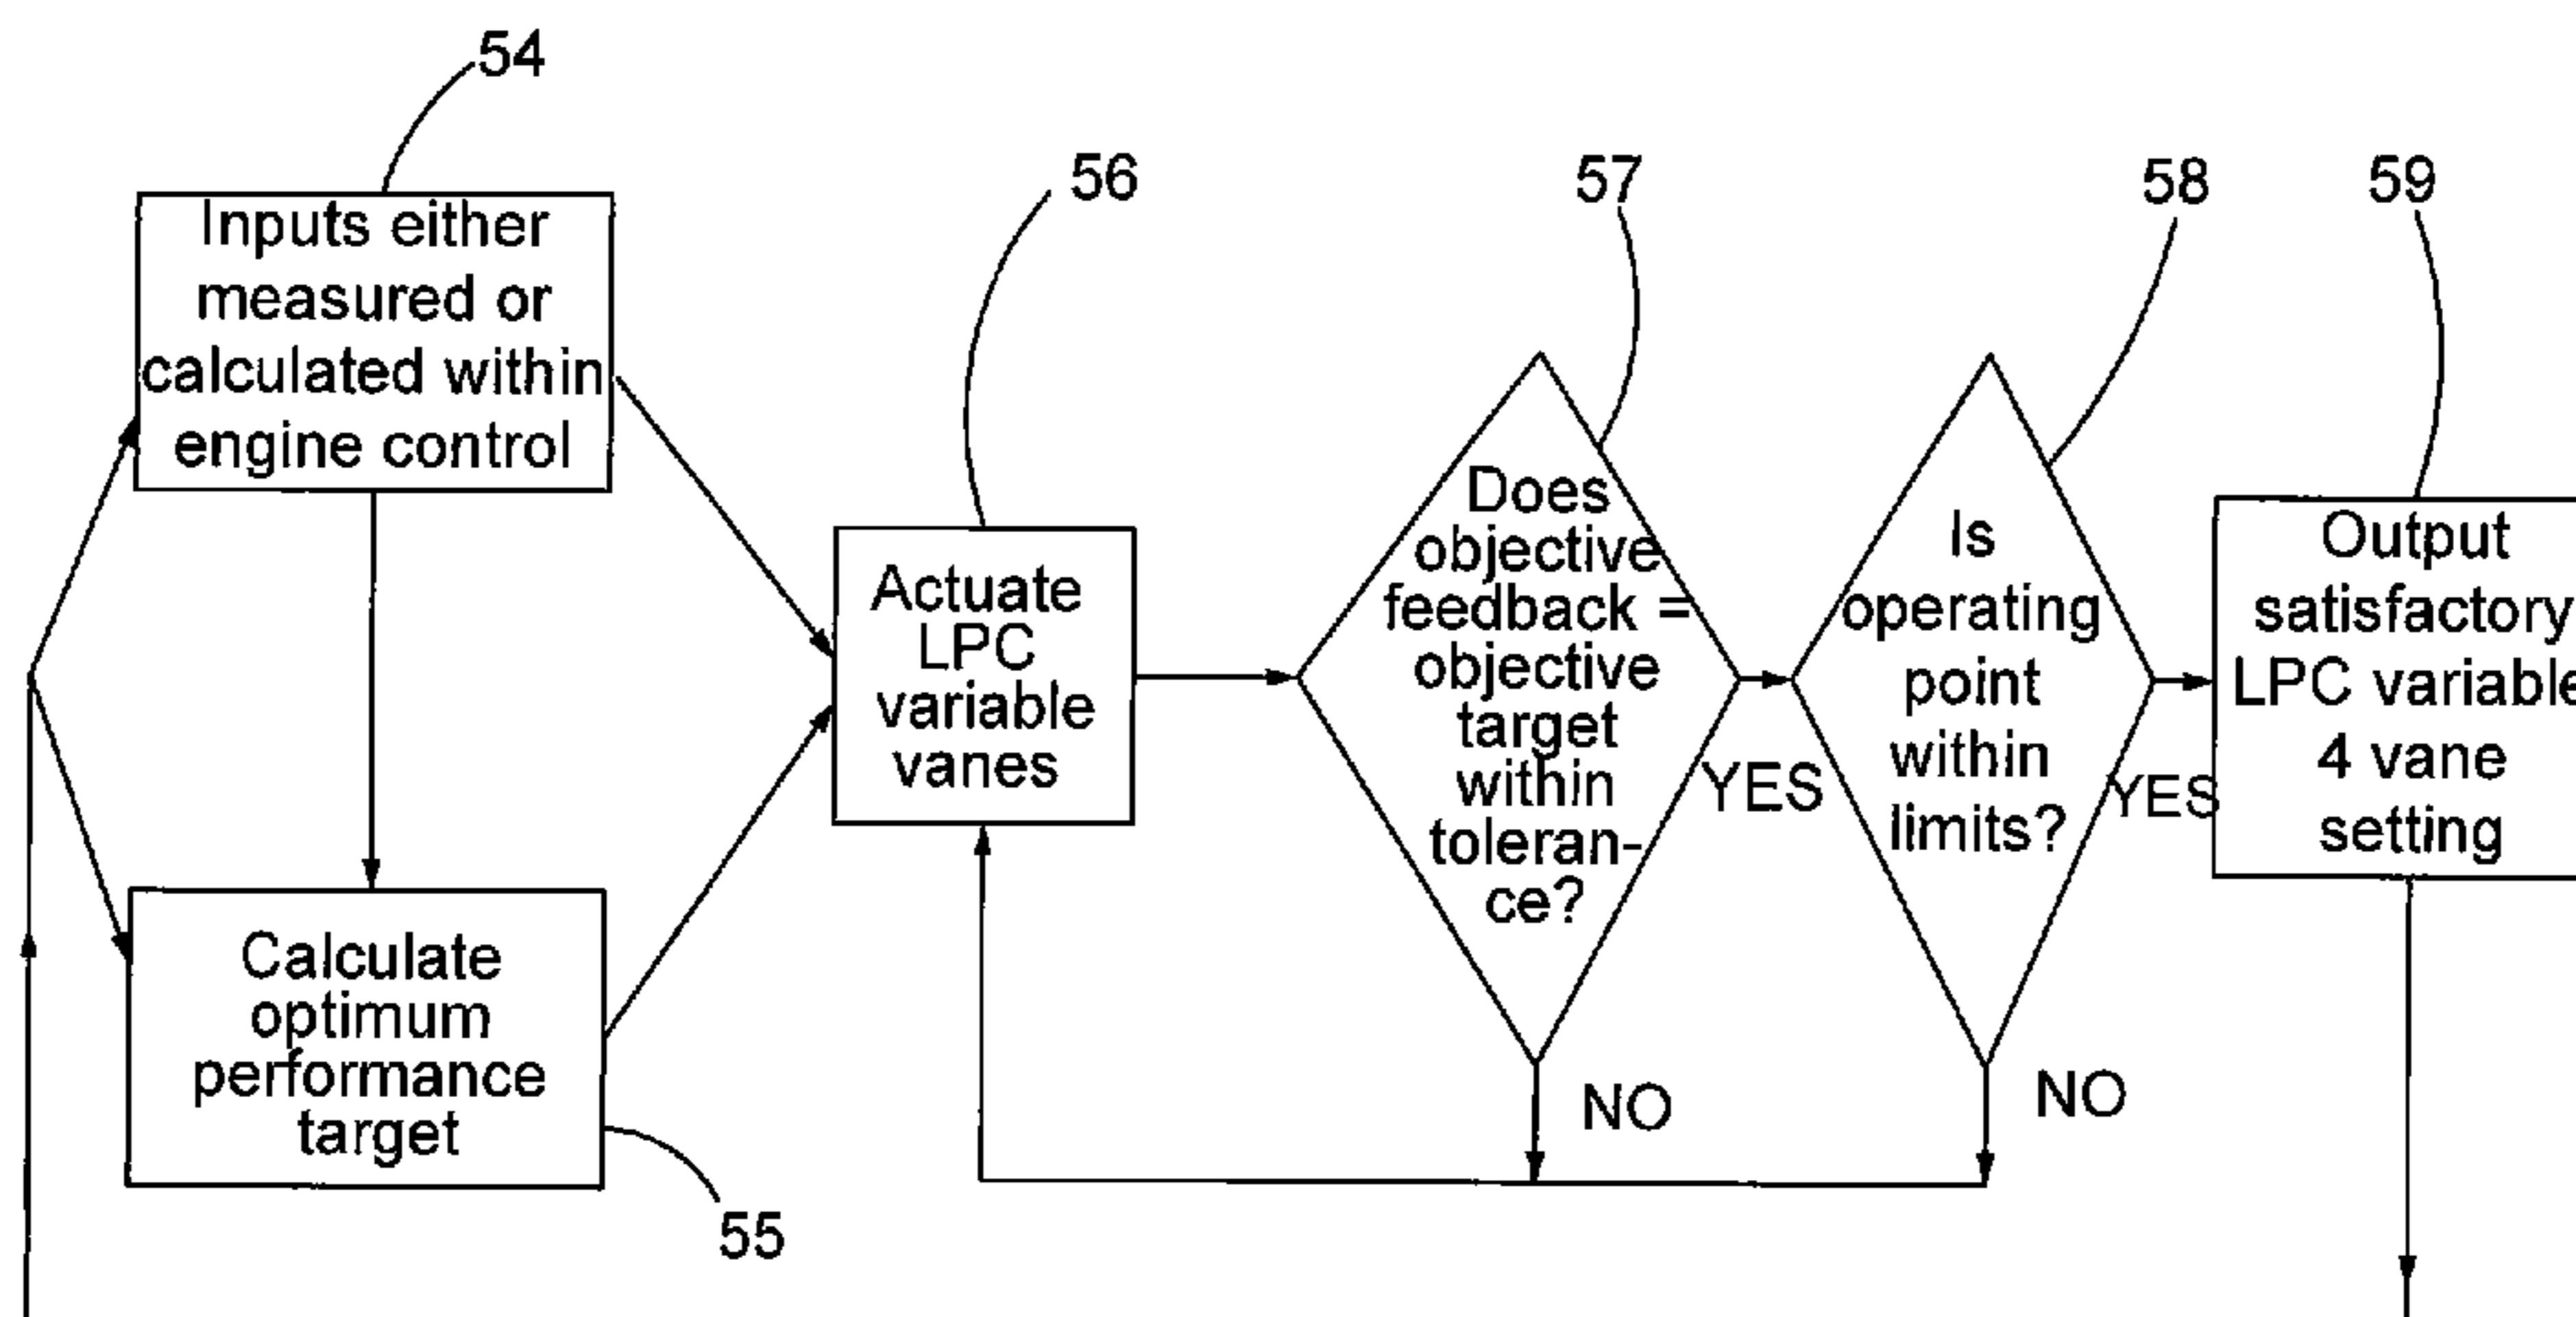 54
Inputs either
measured or
calculated within
engine control
Calculate
optimum
performance
target
55
56
Actuate
LPC
variable
vanes
57
Does
objective
feedback =
objective
target
within
toleran-
ce?
YES
NO
58
Is
operating
point
within
limits?
YES
NO
59
Output
satisfactory
LPC variable
4 vane
setting